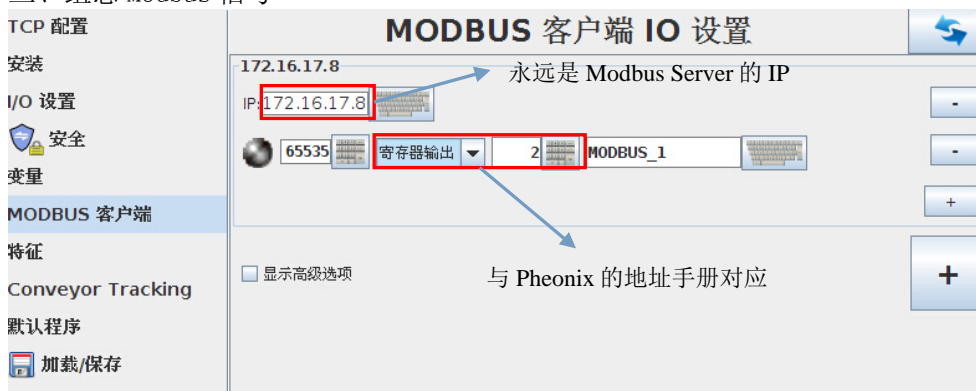 TCP 配置
安装
I/O 设置
安全
变量
MODBUS 客户端
特征
Conveyor Tracking
默认程序
加载/保存
MODBUS 客户端 IO 设置
172.16.17.8
永远是 Modbus Server 的 IP
IP: 172.16.17.8
-
65535 寄存器输出 2 MODBUS_1
-
+
显示高级选项
与 Pheonix 的地址手册对应
+